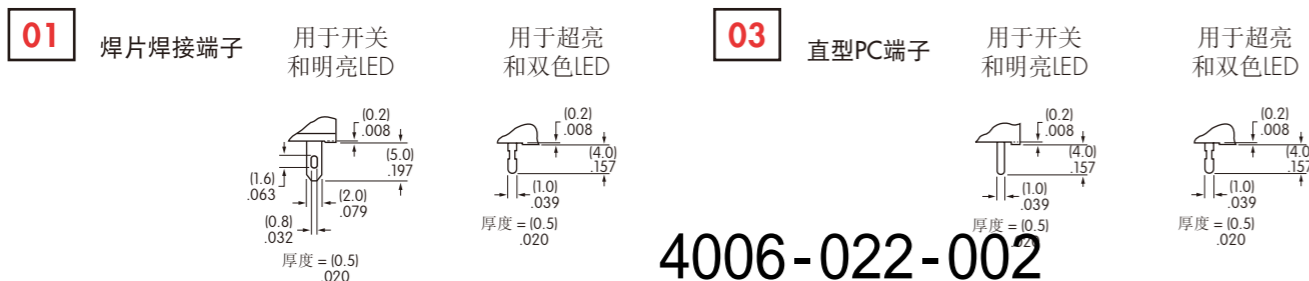 01
焊片焊接端子
用于开关
和明亮LED
(0.2)
.008
(5.0)
.197
(1.6)
.063
(2.0)
.079
(0.8)
.032
厚度 = (0.5)
.020
用于超亮
和双色LED
(0.2)
.008
(4.0)
.157
(1.0)
.039
厚度 = (0.5)
.020
03
直型PC端子
用于开关
和明亮LED
(0.2)
.008
(4.0)
.157
(1.0)
.039
厚度 = (0.5)
.020
用于超亮
和双色LED
(0.2)
.008
(4.0)
.157
(1.0)
.039
厚度 = (0.5)
.020
4006-022-002